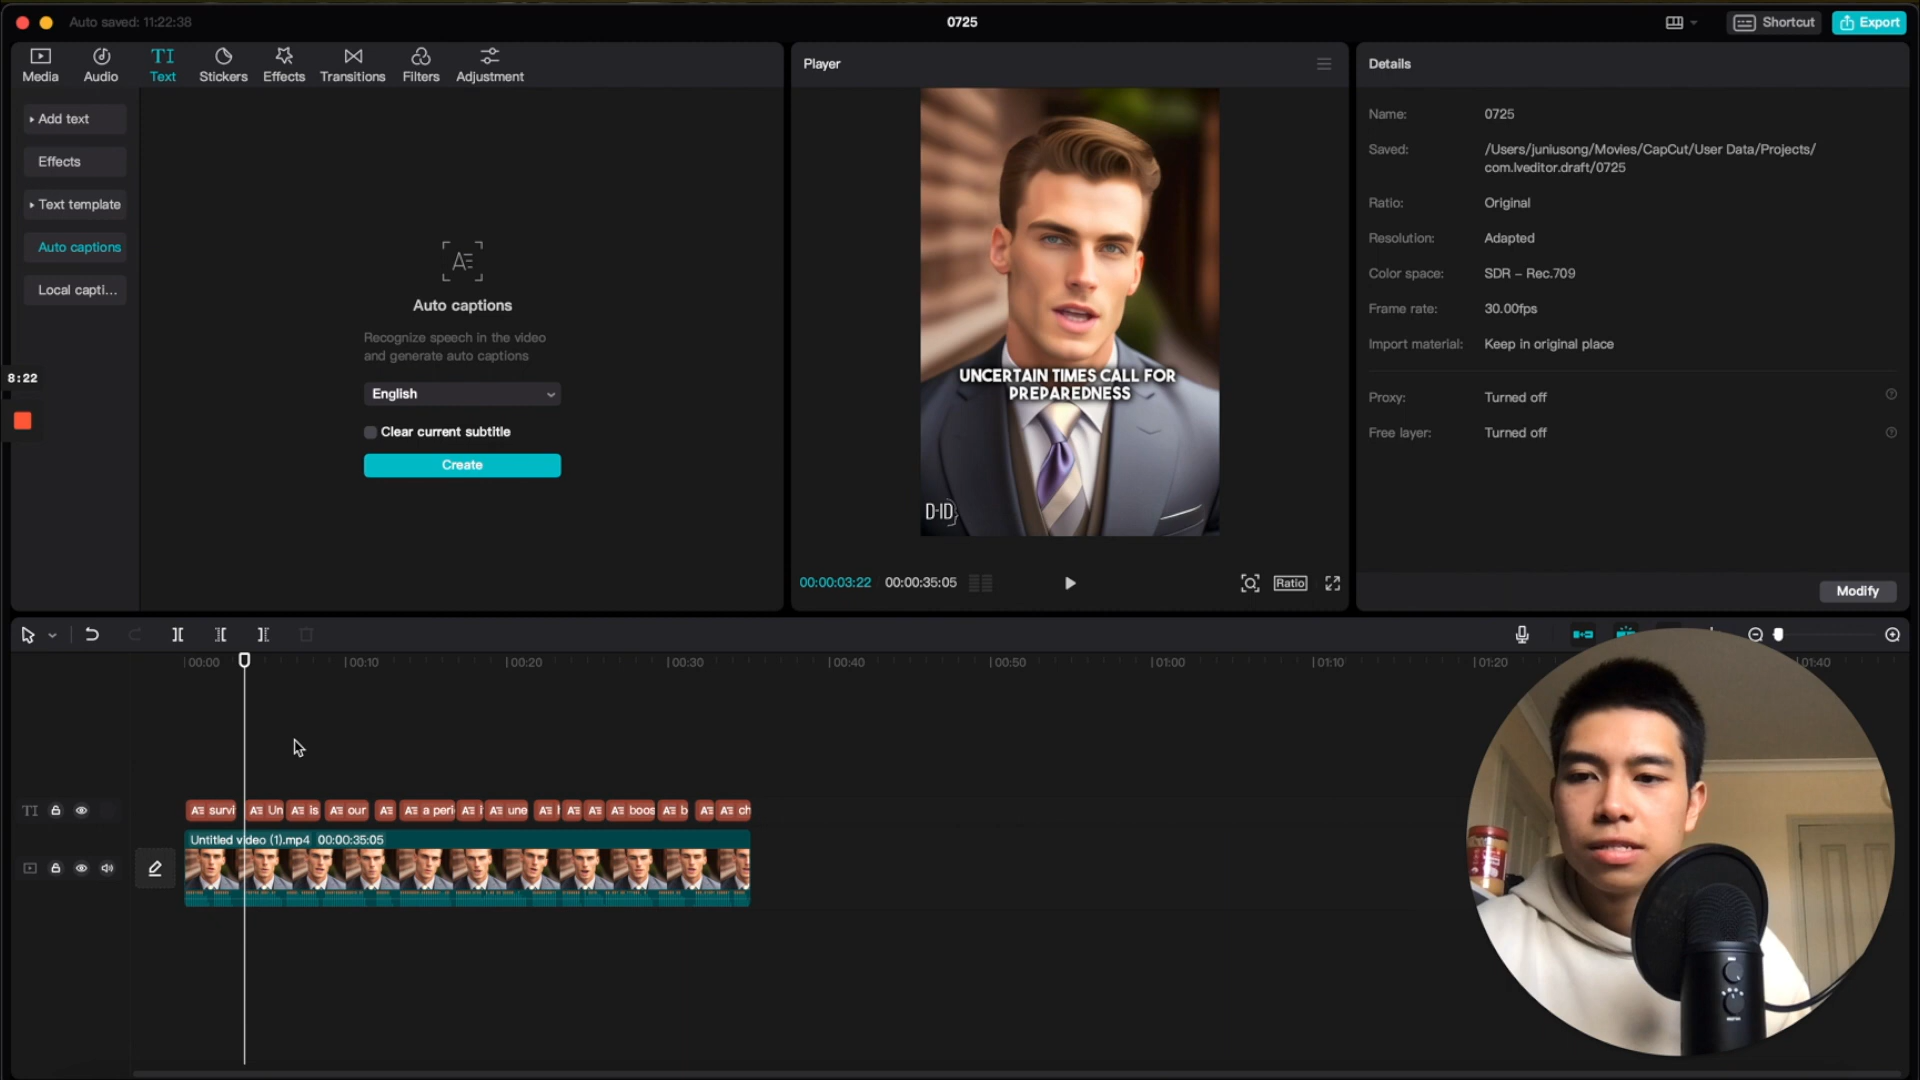 Auto saved: 11:22:38
0725
Shortcut
Export
Media
Audio
TI
Text
Stickers
Effects
Transitions
Filters
Adjustment
Add text
Effects
Text template
Auto captions
Local capti...
Auto captions
Recognize speech in the video
and generate auto captions
English
Clear current subtitle
Create
8:22
Player
UNCERTAIN TIMES CALL FOR
PREPAREDNESS
D-ID
00:00:03:22
00:00:35:05
Ratio
Details
Name: 0725
Saved: /Users/juniusong/Movies/CapCut/User Data/Projects/
com.lveditor.draft/0725
Ratio: Original
Resolution: Adapted
Color space: SDR – Rec.709
Frame rate: 30.00fps
Import material: Keep in original place
Proxy: Turned off
Free layer: Turned off
Modify
00:00 00:10 00:20 00:30 00:40 00:50 01:00 01:10 01:20 01:40
TI
survi Un is our a peri une boos b ch
Untitled video (1).mp4 00:00:35:05